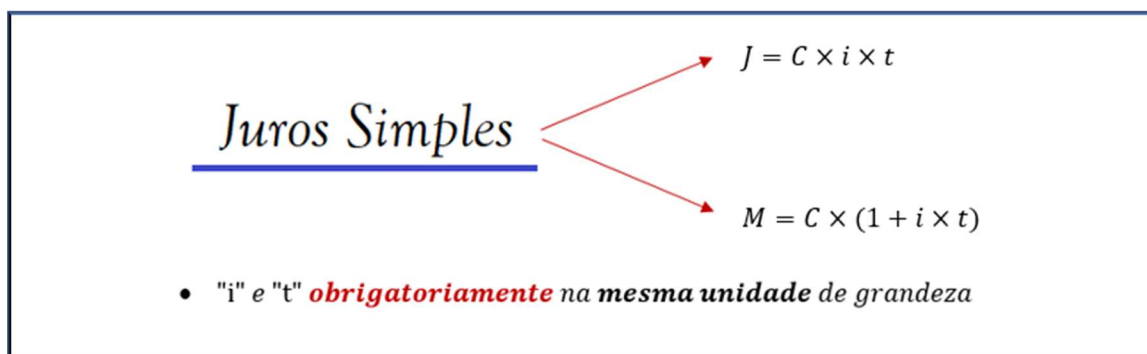 J = C × i × t
Juros Simples
M = C × (1 + i × t)
• "i" e "t" obrigatoriamente na mesma unidade de grandeza